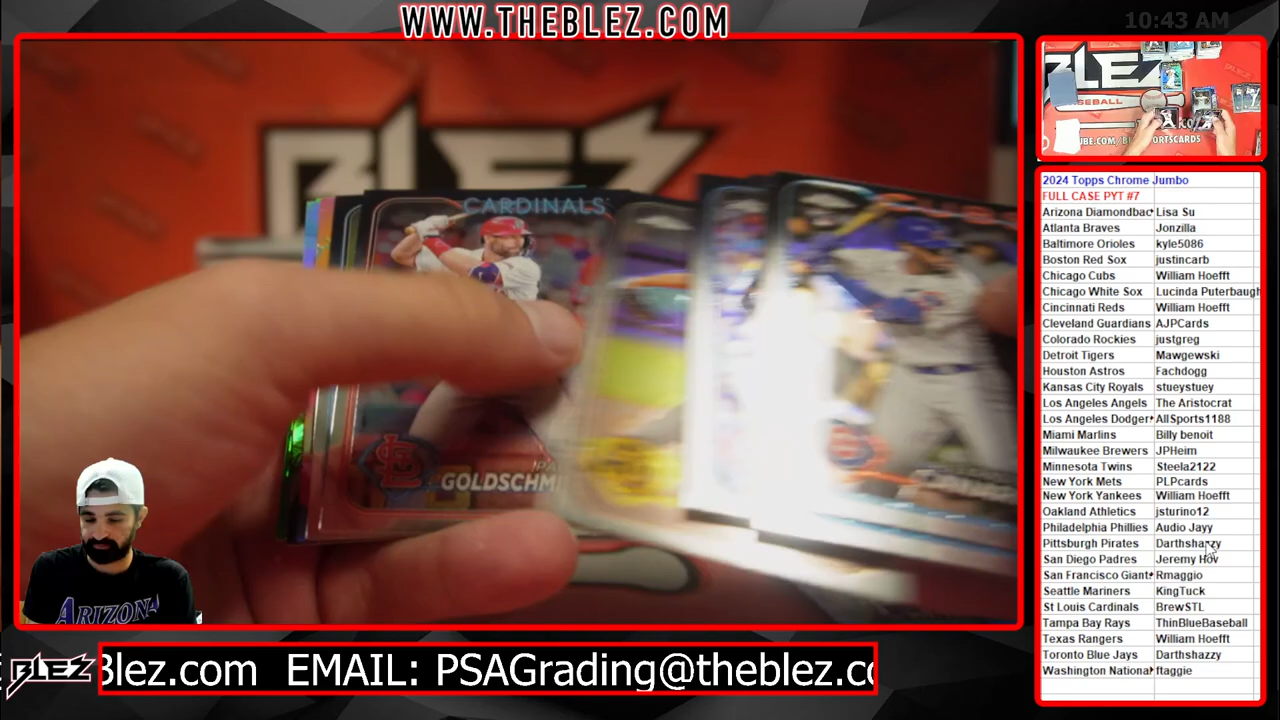 WWW.THEBLEZ.COM
10:43 AM
BLEZ
CARDINALS
GOLDSCHM
ARIZONA
BLEZ
BASEBALL
2024 Topps Chrome Jumbo
FULL CASE PYT #7
Arizona Diamondbac Lisa Su
Atlanta Braves Jonzilla
Baltimore Orioles kyle5086
Boston Red Sox justincarb
Chicago Cubs William Hoefft
Chicago White Sox Lucinda Puterbaugh
Cincinnati Reds William Hoefft
Cleveland Guardians AJPCards
Colorado Rockies justgreg
Detroit Tigers Mawgewski
Houston Astros Fachdogg
Kansas City Royals stueystuey
Los Angeles Angels The Aristocrat
Los Angeles Dodger AllSports1188
Miami Marlins Billy benoit
Milwaukee Brewers JPHeim
Minnesota Twins Steela2122
New York Mets PLPcards
New York Yankees William Hoefft
Oakland Athletics jsturino12
Philadelphia Phillies Audio Jayy
Pittsburgh Pirates Darthshazzy
San Diego Padres Jeremy Hov
San Francisco Giant Rmaggio
Seattle Mariners KingTuck
St Louis Cardinals BrewSTL
Tampa Bay Rays ThinBlueBaseball
Texas Rangers William Hoefft
Toronto Blue Jays Darthshazzy
Washington National ftaggie
BLEZ
Blez.com EMAIL: PSAGrading@theblez.co